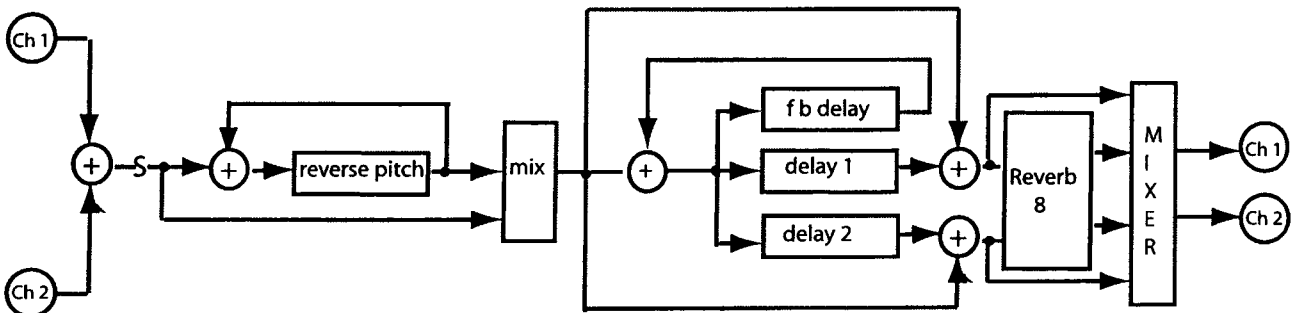 Ch 1
Ch 2
+
S
+
reverse pitch
mix
+
f b delay
delay 1
delay 2
+
+
Reverb
8
M
I
X
E
R
Ch 1
Ch 2